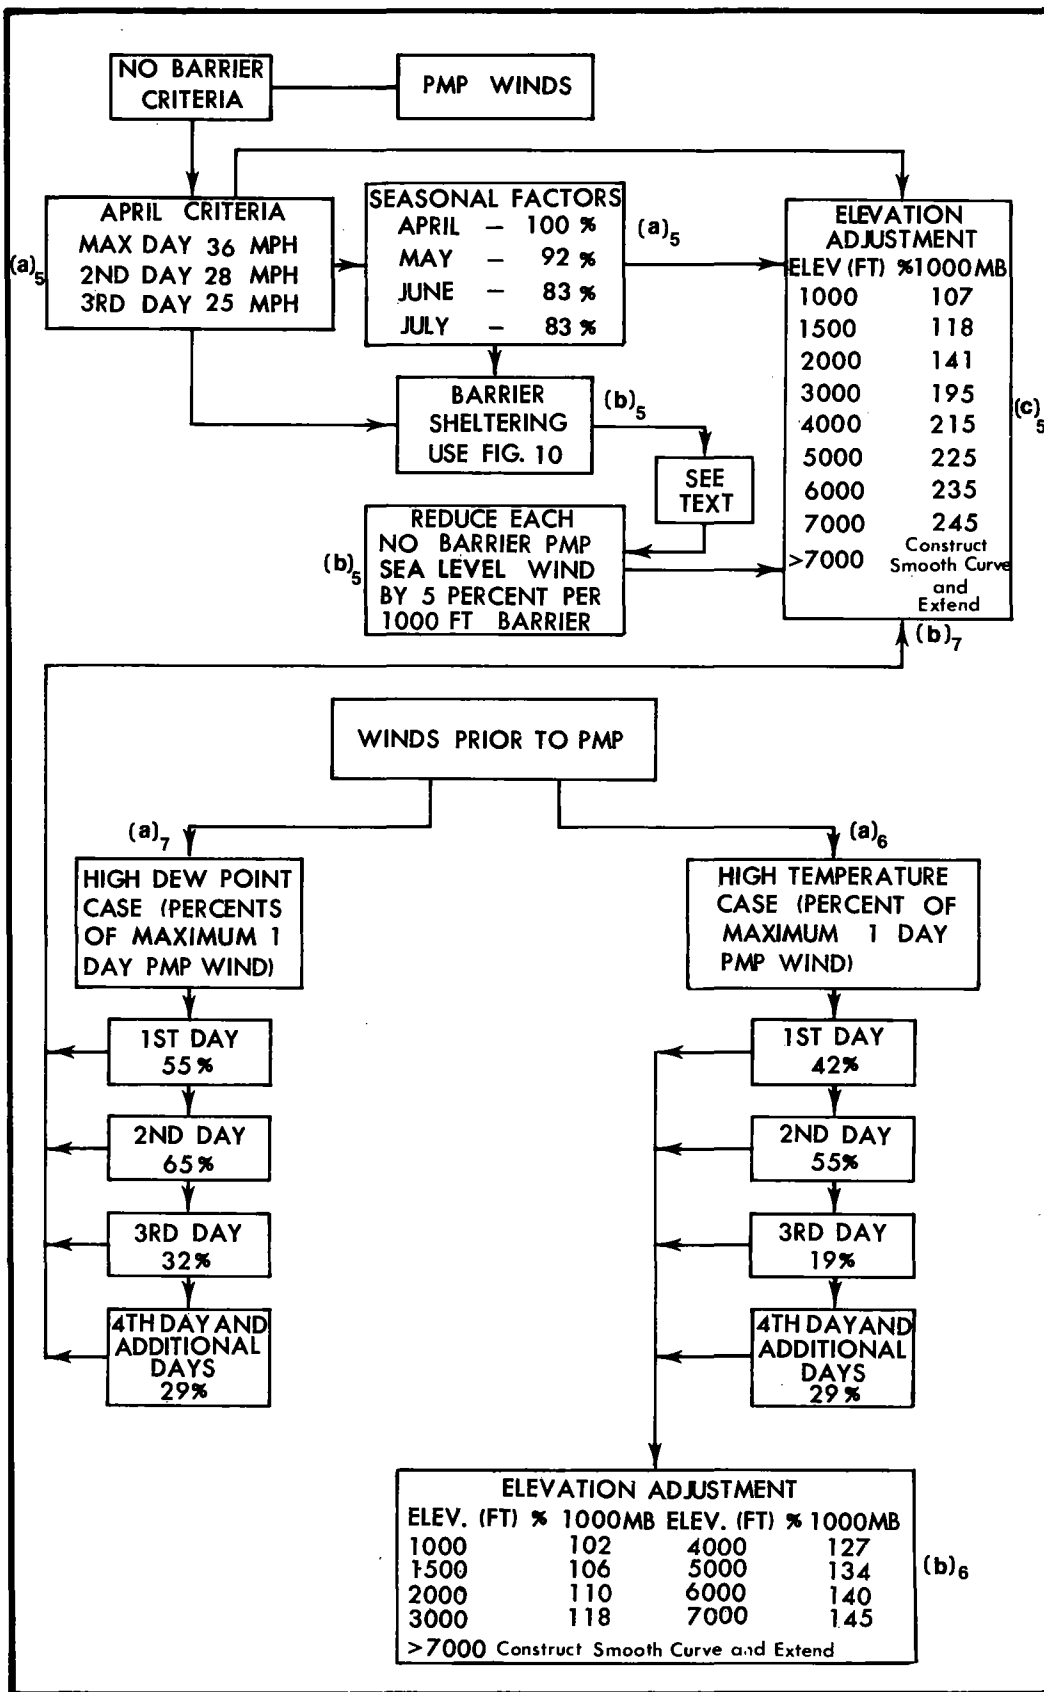 NO BARRIER
CRITERIA
PMP WINDS
APRIL CRITERIA
MAX DAY 36 MPH
2ND DAY 28 MPH
3RD DAY 25 MPH
(a)5
SEASONAL FACTORS
APRIL – 100 %
MAY – 92 %
JUNE – 83 %
JULY – 83 %
(a)5
ELEVATION
ADJUSTMENT
ELEV (FT) %1000MB
1000 107
1500 118
2000 141
3000 195
4000 215
5000 225
6000 235
7000 245
>7000 Construct
Smooth Curve
and
Extend
(c)5
BARRIER
SHELTERING
USE FIG. 10
(b)5
SEE
TEXT
(b)5
REDUCE EACH
NO BARRIER PMP
SEA LEVEL WIND
BY 5 PERCENT PER
1000 FT BARRIER
(b)7
WINDS PRIOR TO PMP
(a)7
(a)6
HIGH DEW POINT
CASE (PERCENTS
OF MAXIMUM 1
DAY PMP WIND)
1ST DAY
55%
2ND DAY
65%
3RD DAY
32%
4TH DAY AND
ADDITIONAL
DAYS
29%
HIGH TEMPERATURE
CASE (PERCENT OF
MAXIMUM 1 DAY
PMP WIND)
1ST DAY
42%
2ND DAY
55%
3RD DAY
19%
4TH DAY AND
ADDITIONAL
DAYS
29%
ELEVATION ADJUSTMENT
ELEV. (FT) % 1000MB ELEV. (FT) % 1000MB
1000 102 4000 127
1500 106 5000 134
2000 110 6000 140
3000 118 7000 145
>7000 Construct Smooth Curve and Extend
(b)6